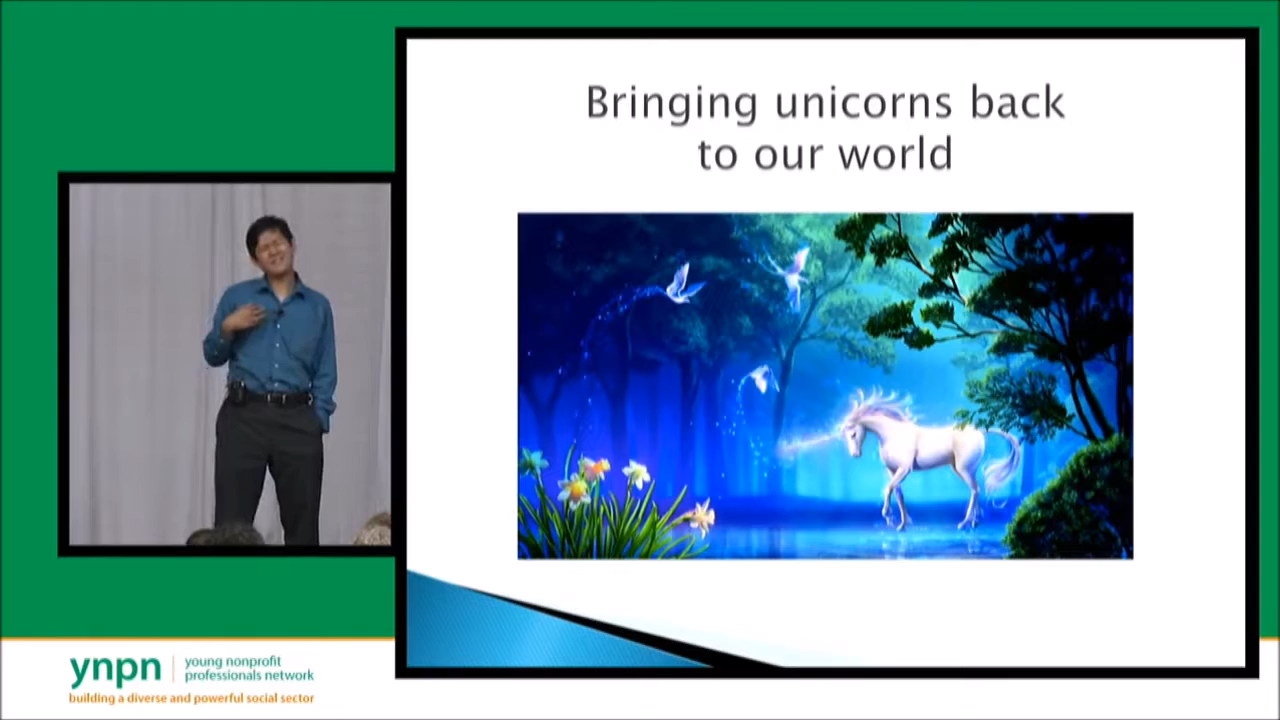 Bringing unicorns back
to our world
ynpn
young nonprofit
professionals network
building a diverse and powerful social sector